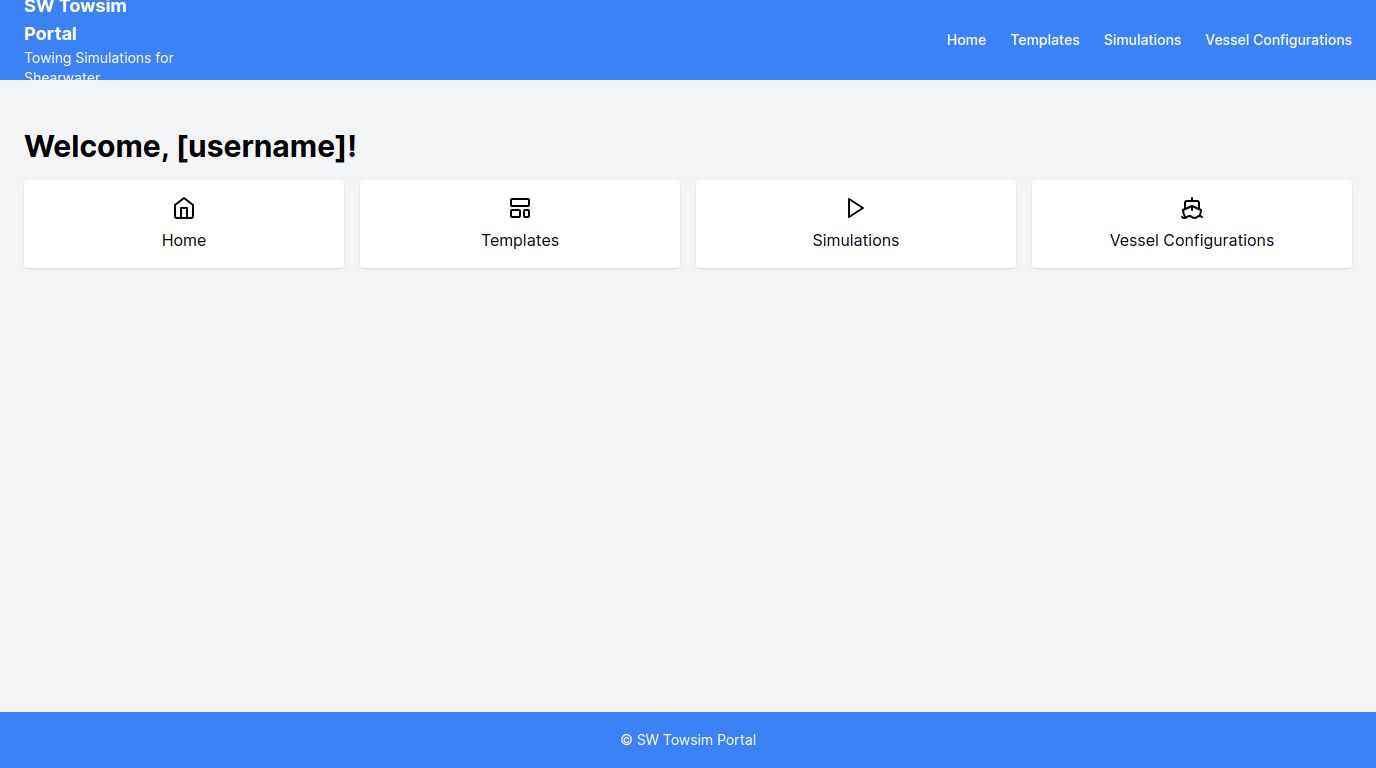 SW Towsim
Portal
Towing Simulations for
Shearwater
Home Templates Simulations Vessel Configurations
Welcome, [username]!
Home Templates Simulations Vessel Configurations
© SW Towsim Portal